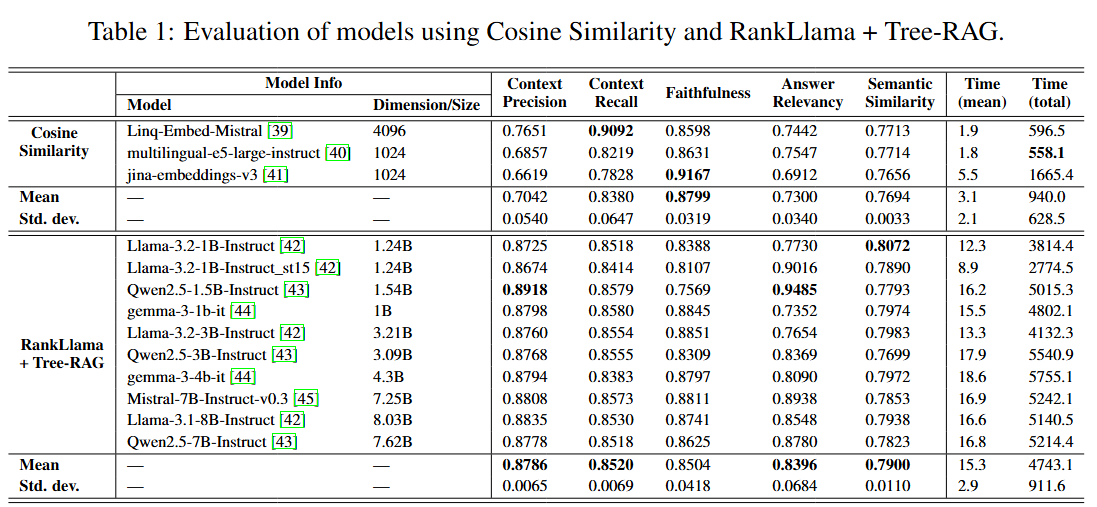 Table 1: Evaluation of models using Cosine Similarity and RankLlama + Tree-RAG.
Model Info Context Precision Context Recall Faithfulness Answer Relevancy Semantic Similarity Time (mean) Time (total)
Model Dimension/Size
Cosine Similarity Linq-Embed-Mistral [39] 4096 0.7651 0.9092 0.8598 0.7442 0.7713 1.9 596.5
multilingual-e5-large-instruct [40] 1024 0.6857 0.8219 0.8631 0.7547 0.7714 1.8 558.1
jina-embeddings-v3 [41] 1024 0.6619 0.7828 0.9167 0.6912 0.7656 5.5 1665.4
Mean — — 0.7042 0.8380 0.8799 0.7300 0.7694 3.1 940.0
Std. dev. — — 0.0540 0.0647 0.0319 0.0340 0.0033 2.1 628.5
RankLlama + Tree-RAG Llama-3.2-1B-Instruct [42] 1.24B 0.8725 0.8518 0.8388 0.7730 0.8072 12.3 3814.4
Llama-3.2-1B-Instruct_st15 [42] 1.24B 0.8674 0.8414 0.8107 0.9016 0.7890 8.9 2774.5
Qwen2.5-1.5B-Instruct [43] 1.54B 0.8918 0.8579 0.7569 0.9485 0.7793 16.2 5015.3
gemma-3-1b-it [44] 1B 0.8798 0.8580 0.8845 0.7352 0.7974 15.5 4802.1
Llama-3.2-3B-Instruct [42] 3.21B 0.8760 0.8554 0.8851 0.7654 0.7983 13.3 4132.3
Qwen2.5-3B-Instruct [43] 3.09B 0.8768 0.8555 0.8309 0.8369 0.7699 17.9 5540.9
gemma-3-4b-it [44] 4.3B 0.8794 0.8383 0.8797 0.8090 0.7972 18.6 5755.1
Mistral-7B-Instruct-v0.3 [45] 7.25B 0.8808 0.8573 0.8811 0.8938 0.7853 16.9 5242.1
Llama-3.1-8B-Instruct [42] 8.03B 0.8835 0.8530 0.8741 0.8548 0.7938 16.6 5140.5
Qwen2.5-7B-Instruct [43] 7.62B 0.8778 0.8518 0.8625 0.8780 0.7823 16.8 5214.4
Mean — — 0.8786 0.8520 0.8504 0.8396 0.7900 15.3 4743.1
Std. dev. — — 0.0065 0.0069 0.0418 0.0684 0.0110 2.9 911.6